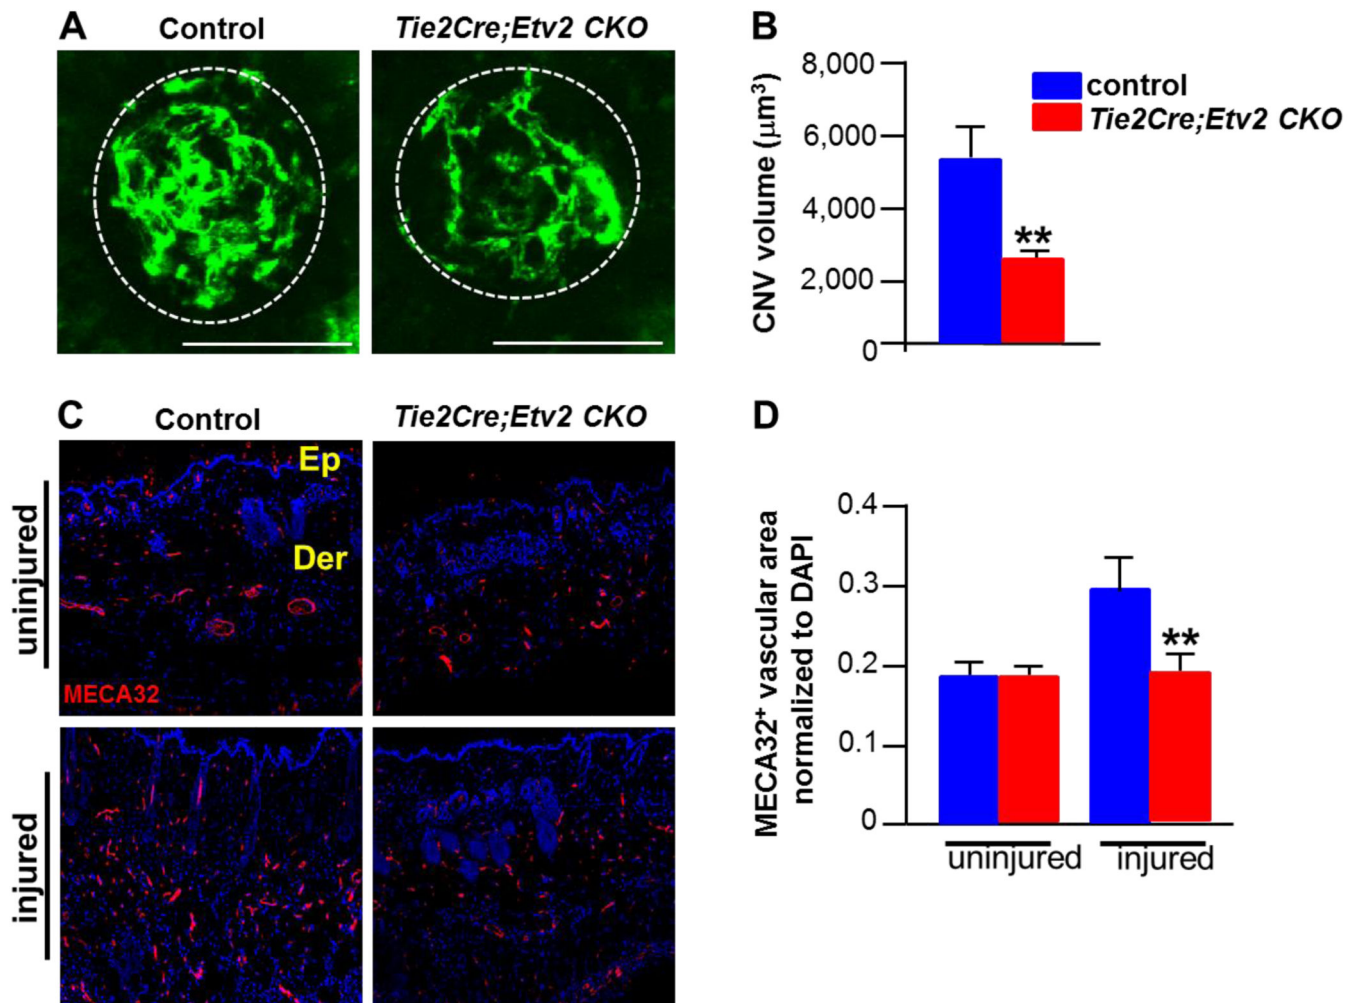 A
Control
Tie2Cre;Etv2 CKO
B
CNV volume (μm³)
8,000
6,000
4,000
2,000
0
control
Tie2Cre;Etv2 CKO
**
C
Control
Tie2Cre;Etv2 CKO
uninjured
Ep
Der
MECA32
injured
D
MECA32⁺ vascular area
normalized to DAPI
0.4
0.3
0.2
0.1
0
**
uninjured
injured